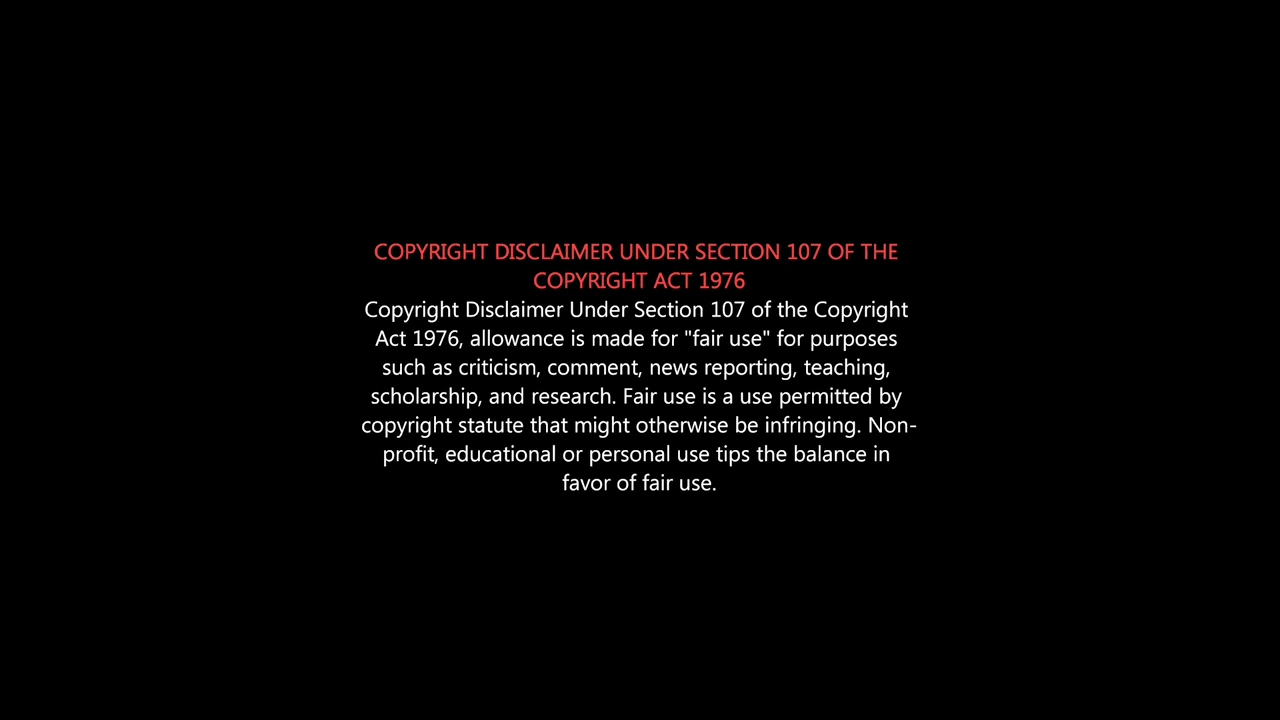 COPYRIGHT DISCLAIMER UNDER SECTION 107 OF THE
COPYRIGHT ACT 1976
Copyright Disclaimer Under Section 107 of the Copyright
Act 1976, allowance is made for "fair use" for purposes
such as criticism, comment, news reporting, teaching,
scholarship, and research. Fair use is a use permitted by
copyright statute that might otherwise be infringing. Non-
profit, educational or personal use tips the balance in
favor of fair use.